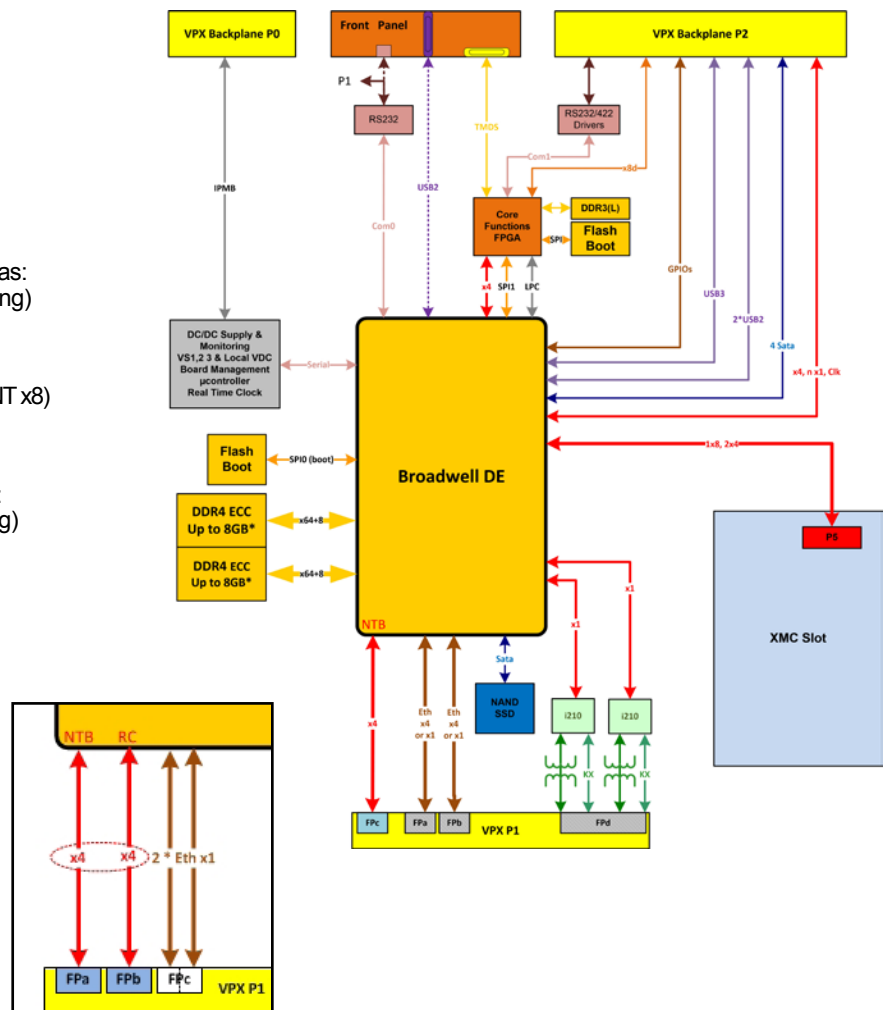 VPX Backplane P0
Front Panel
VPX Backplane P2
P1
RS232
RS232/422
Drivers
TMDS
Com1
x8d
IPMB
USB2
Com0
Core
Functions
FPGA
DDR3(L)
SPI
Flash
Boot
GPIOs
USB3
2*USB2
4 Sata
x4, n x1, Clk
as:
ng)
x4
SPI1
LPC
DC/DC Supply &
Monitoring
VS1,2 3 & Local VDC
Board Management
µcontroller
Real Time Clock
Serial
NT x8)
1x8, 2x4
Flash
Boot
SPI0 (boot)
Broadwell DE
g)
DDR4 ECC
Up to 8GB*
x64+8
DDR4 ECC
Up to 8GB*
x64+8
P5
XMC Slot
x1
x1
NTB
Sata
NAND
SSD
x4
Eth
x4
or x1
Eth
x4
or x1
i210
i210
KX
KX
FPc
FPa
FPb
VPX P1
FPd
NTB
RC
x4
x4
2 * Eth x1
FPa
FPb
FPc
VPX P1